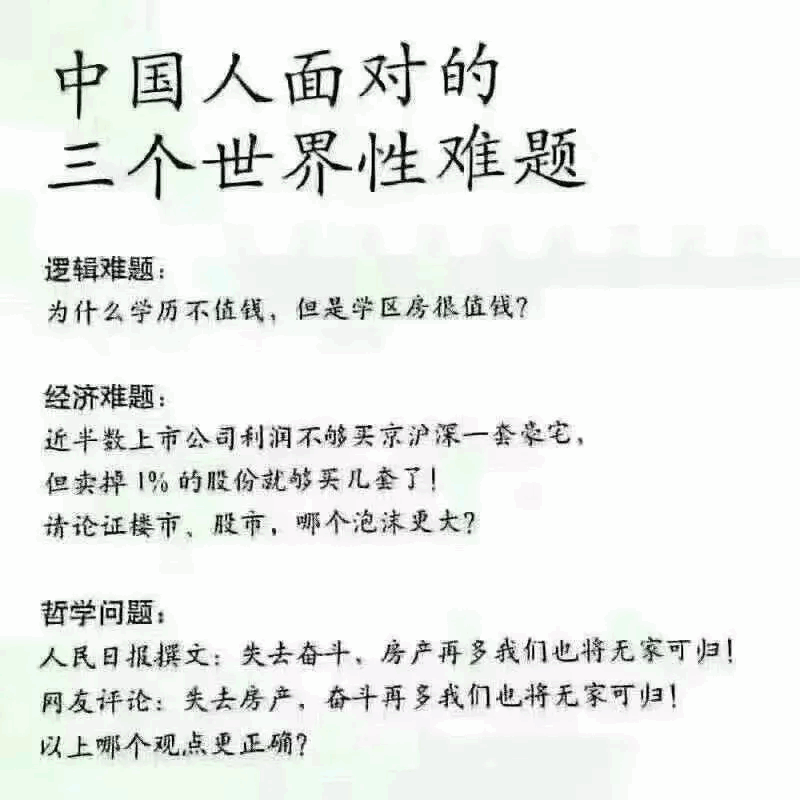 中国人面对的
三个世界性难题
逻辑难题：
为什么学历不值钱，但是学区房很值钱？
经济难题：
近半数上市公司利润不够买京沪深一套豪宅，
但卖掉1%的股份就够买几套了！
请论证楼市、股市，哪个泡沫更大？
哲学问题：
人民日报撰文：失去奋斗，房产再多我们也将无家可归！
网友评论：失去房产，奋斗再多我们也将无家可归！
以上哪个观点更正确？